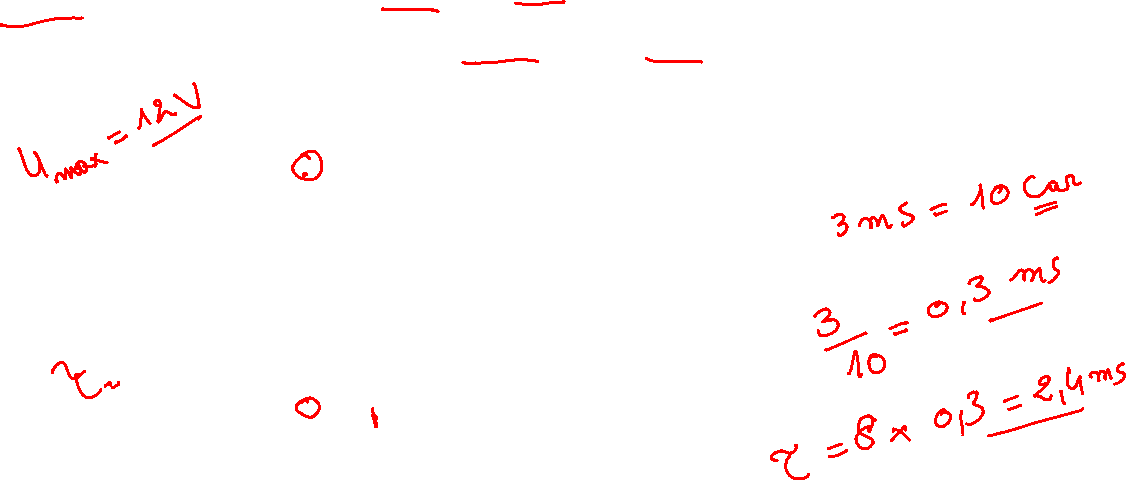 U max = 12V
3 ms = 10 Car
3/10 = 0,3 ms
τ
τ = 8 × 0,3 = 2,4 ms